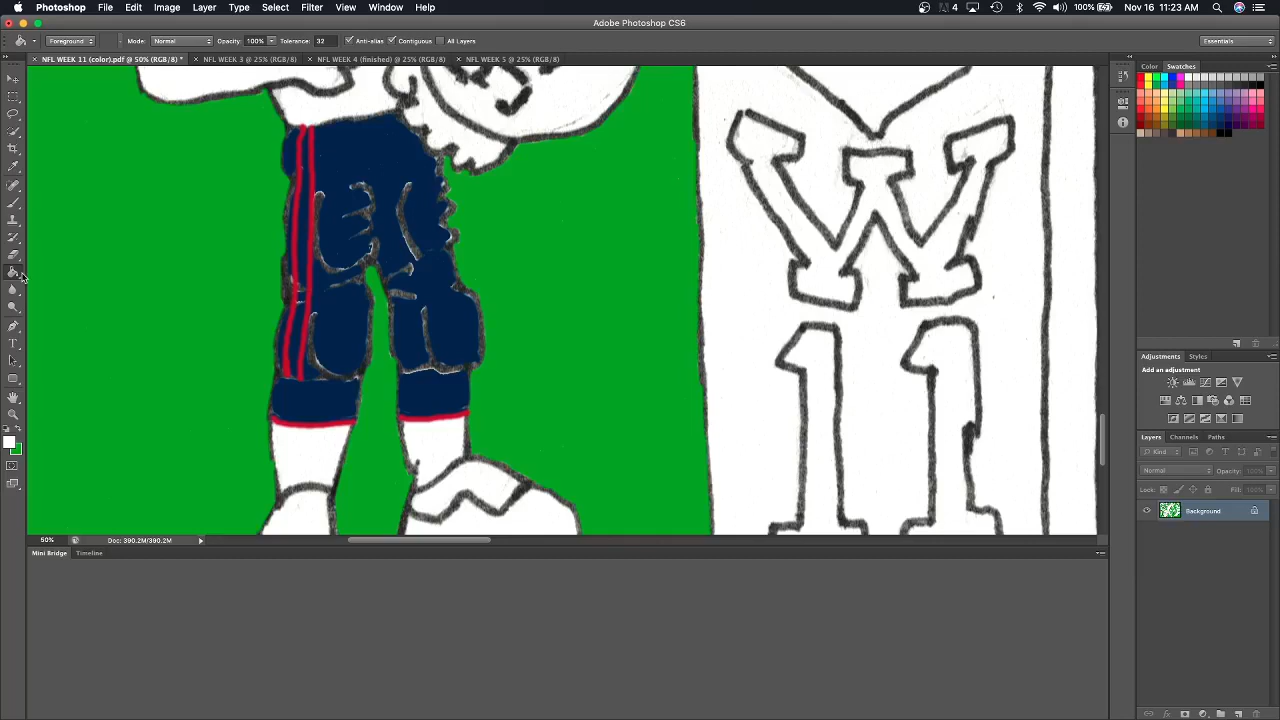 Photoshop File Edit Image Layer Type Select Filter View Window Help 4 100% Nov 16 11:23 AM
Adobe Photoshop CS6
Foreground Mode: Normal Opacity: 100% Tolerance: 32 Anti-alias Contiguous All Layers Essentials
NFL WEEK 11 (color).pdf @ 50% (RGB/8) * NFL WEEK 3 @ 25% (RGB/8) NFL WEEK 4 (finished) @ 25% (RGB/8) NFL WEEK 5 @ 25% (RGB/8)
Color Swatches
W
11
Adjustments Styles
Add an adjustment
Layers Channels Paths
Kind
Normal Opacity: 100%
Lock: Fill: 100%
Background
50% Doc: 390.2M/390.2M
Mini Bridge Timeline